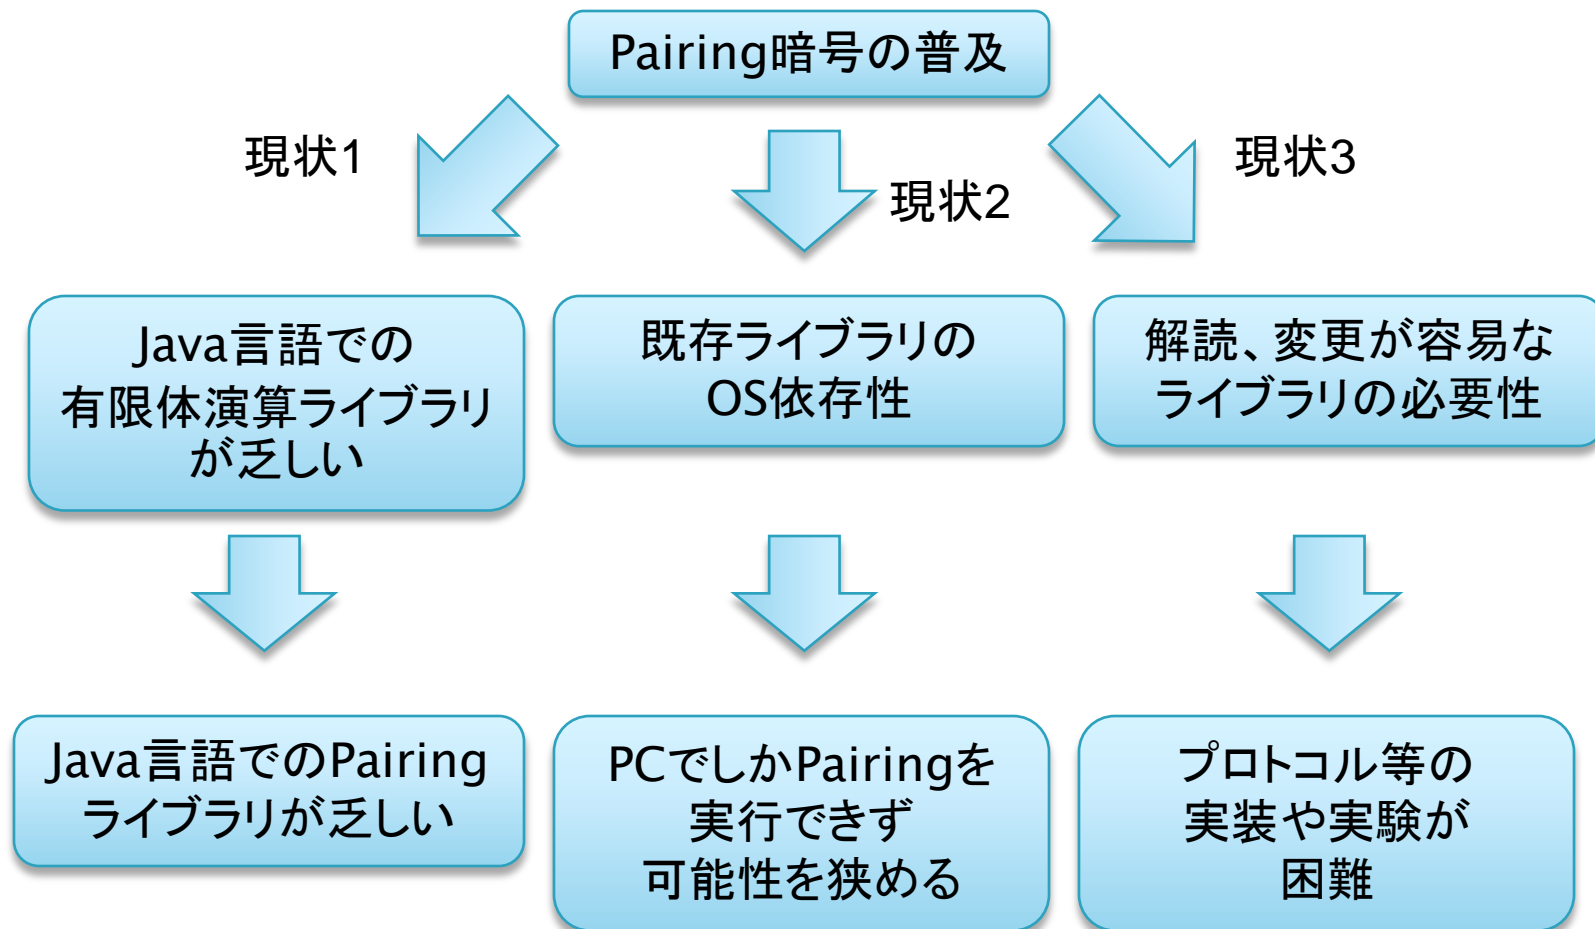 Pairing暗号の普及
現状1
現状2
現状3
Java言語での
有限体演算ライブラリ
が乏しい
既存ライブラリの
OS依存性
解読、変更が容易な
ライブラリの必要性
Java言語でのPairing
ライブラリが乏しい
PCでしかPairingを
実行できず
可能性を狭める
プロトコル等の
実装や実験が
困難